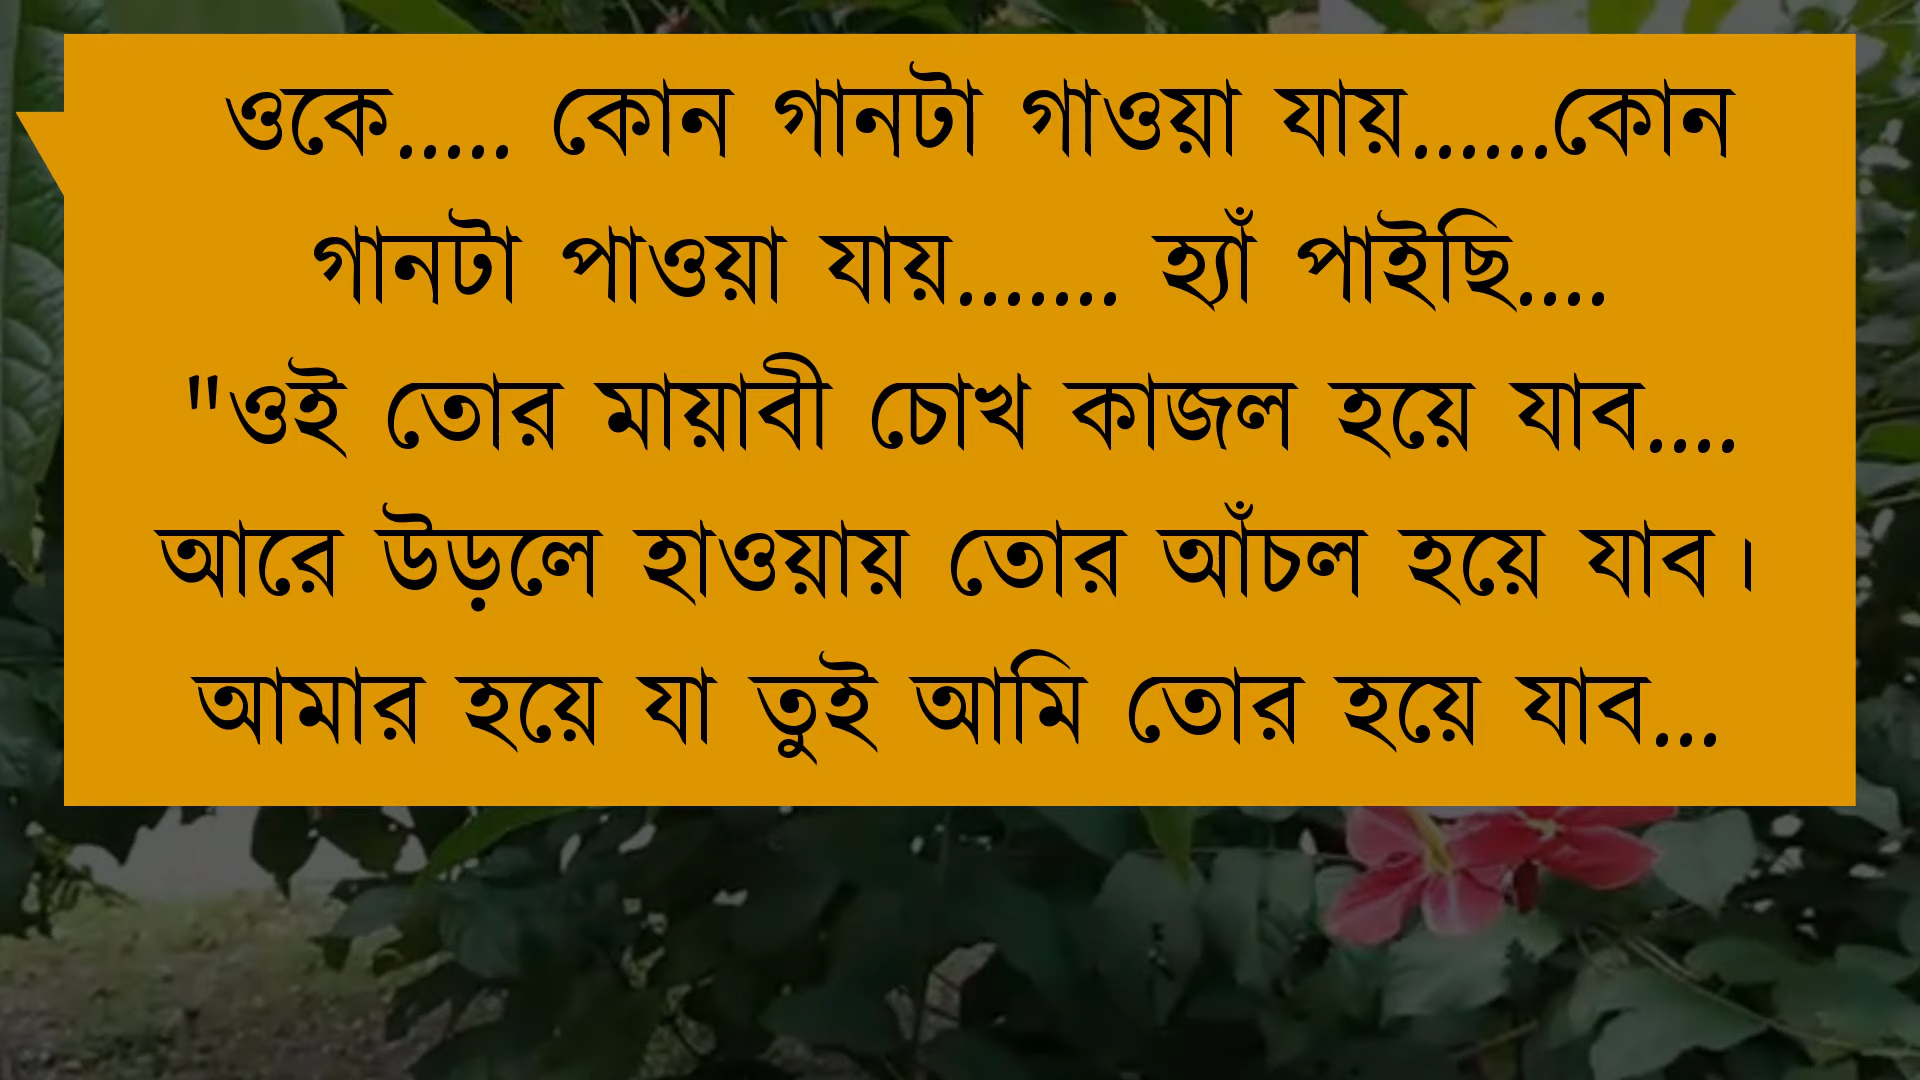 ওকে..... কোন গানটা গাওয়া যায়......কোন
গানটা পাওয়া যায়....... হ্যাঁ পাইছি....
"ওই তোর মায়াবী চোখ কাজল হয়ে যাব....
আরে উড়লে হাওয়ায় তোর আঁচল হয়ে যাব।
আমার হয়ে যা তুই আমি তোর হয়ে যাব...